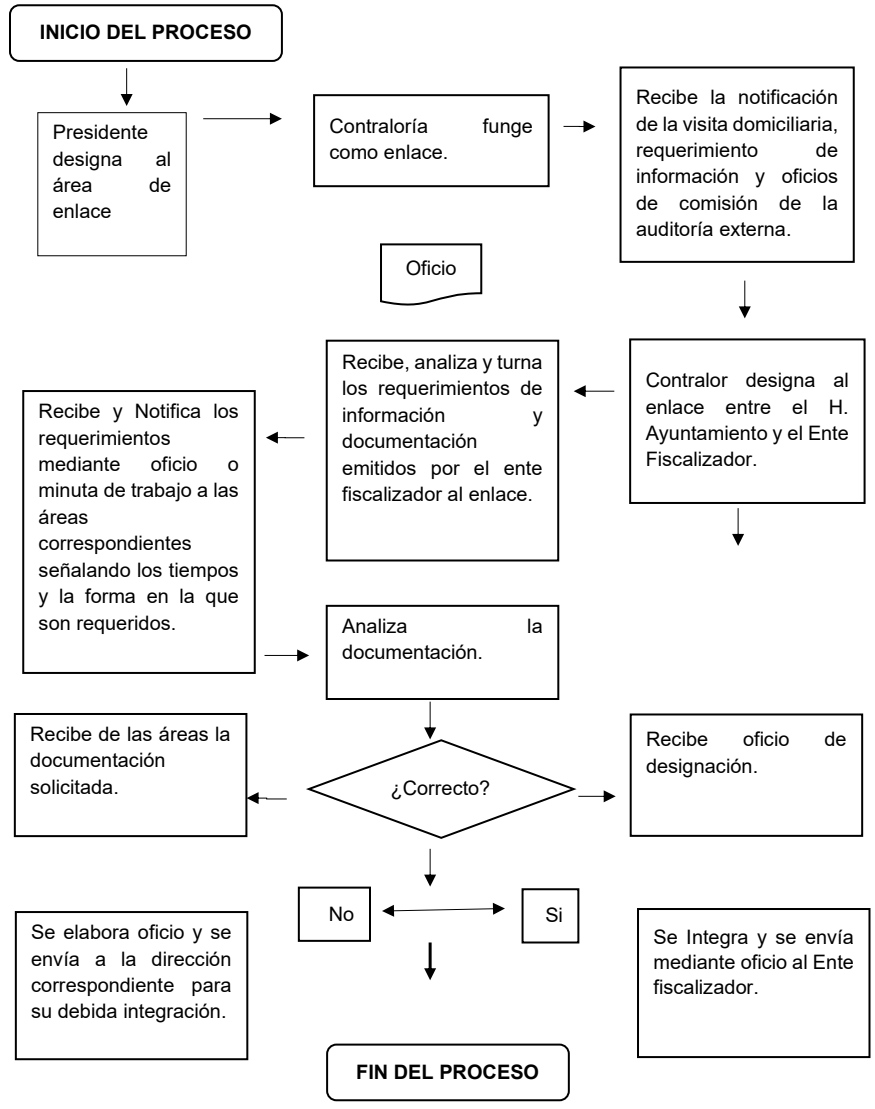 INICIO DEL PROCESO
Presidente
designa al
área de
enlace
Contraloría funge
como enlace.
Recibe la notificación
de la visita domiciliaria,
requerimiento de
información y oficios
de comisión de la
auditoría externa.
Oficio
Contralor designa al
enlace entre el H.
Ayuntamiento y el Ente
Fiscalizador.
Recibe, analiza y turna
los requerimientos de
información y
documentación
emitidos por el ente
fiscalizador al enlace.
Recibe y Notifica los
requerimientos
mediante oficio o
minuta de trabajo a las
áreas
correspondientes
señalando los tiempos
y la forma en la que
son requeridos.
Analiza la
documentación.
Recibe de las áreas la
documentación
solicitada.
¿Correcto?
Recibe oficio de
designación.
No
Si
Se elabora oficio y se
envía a la dirección
correspondiente para
su debida integración.
Se Integra y se envía
mediante oficio al Ente
fiscalizador.
FIN DEL PROCESO